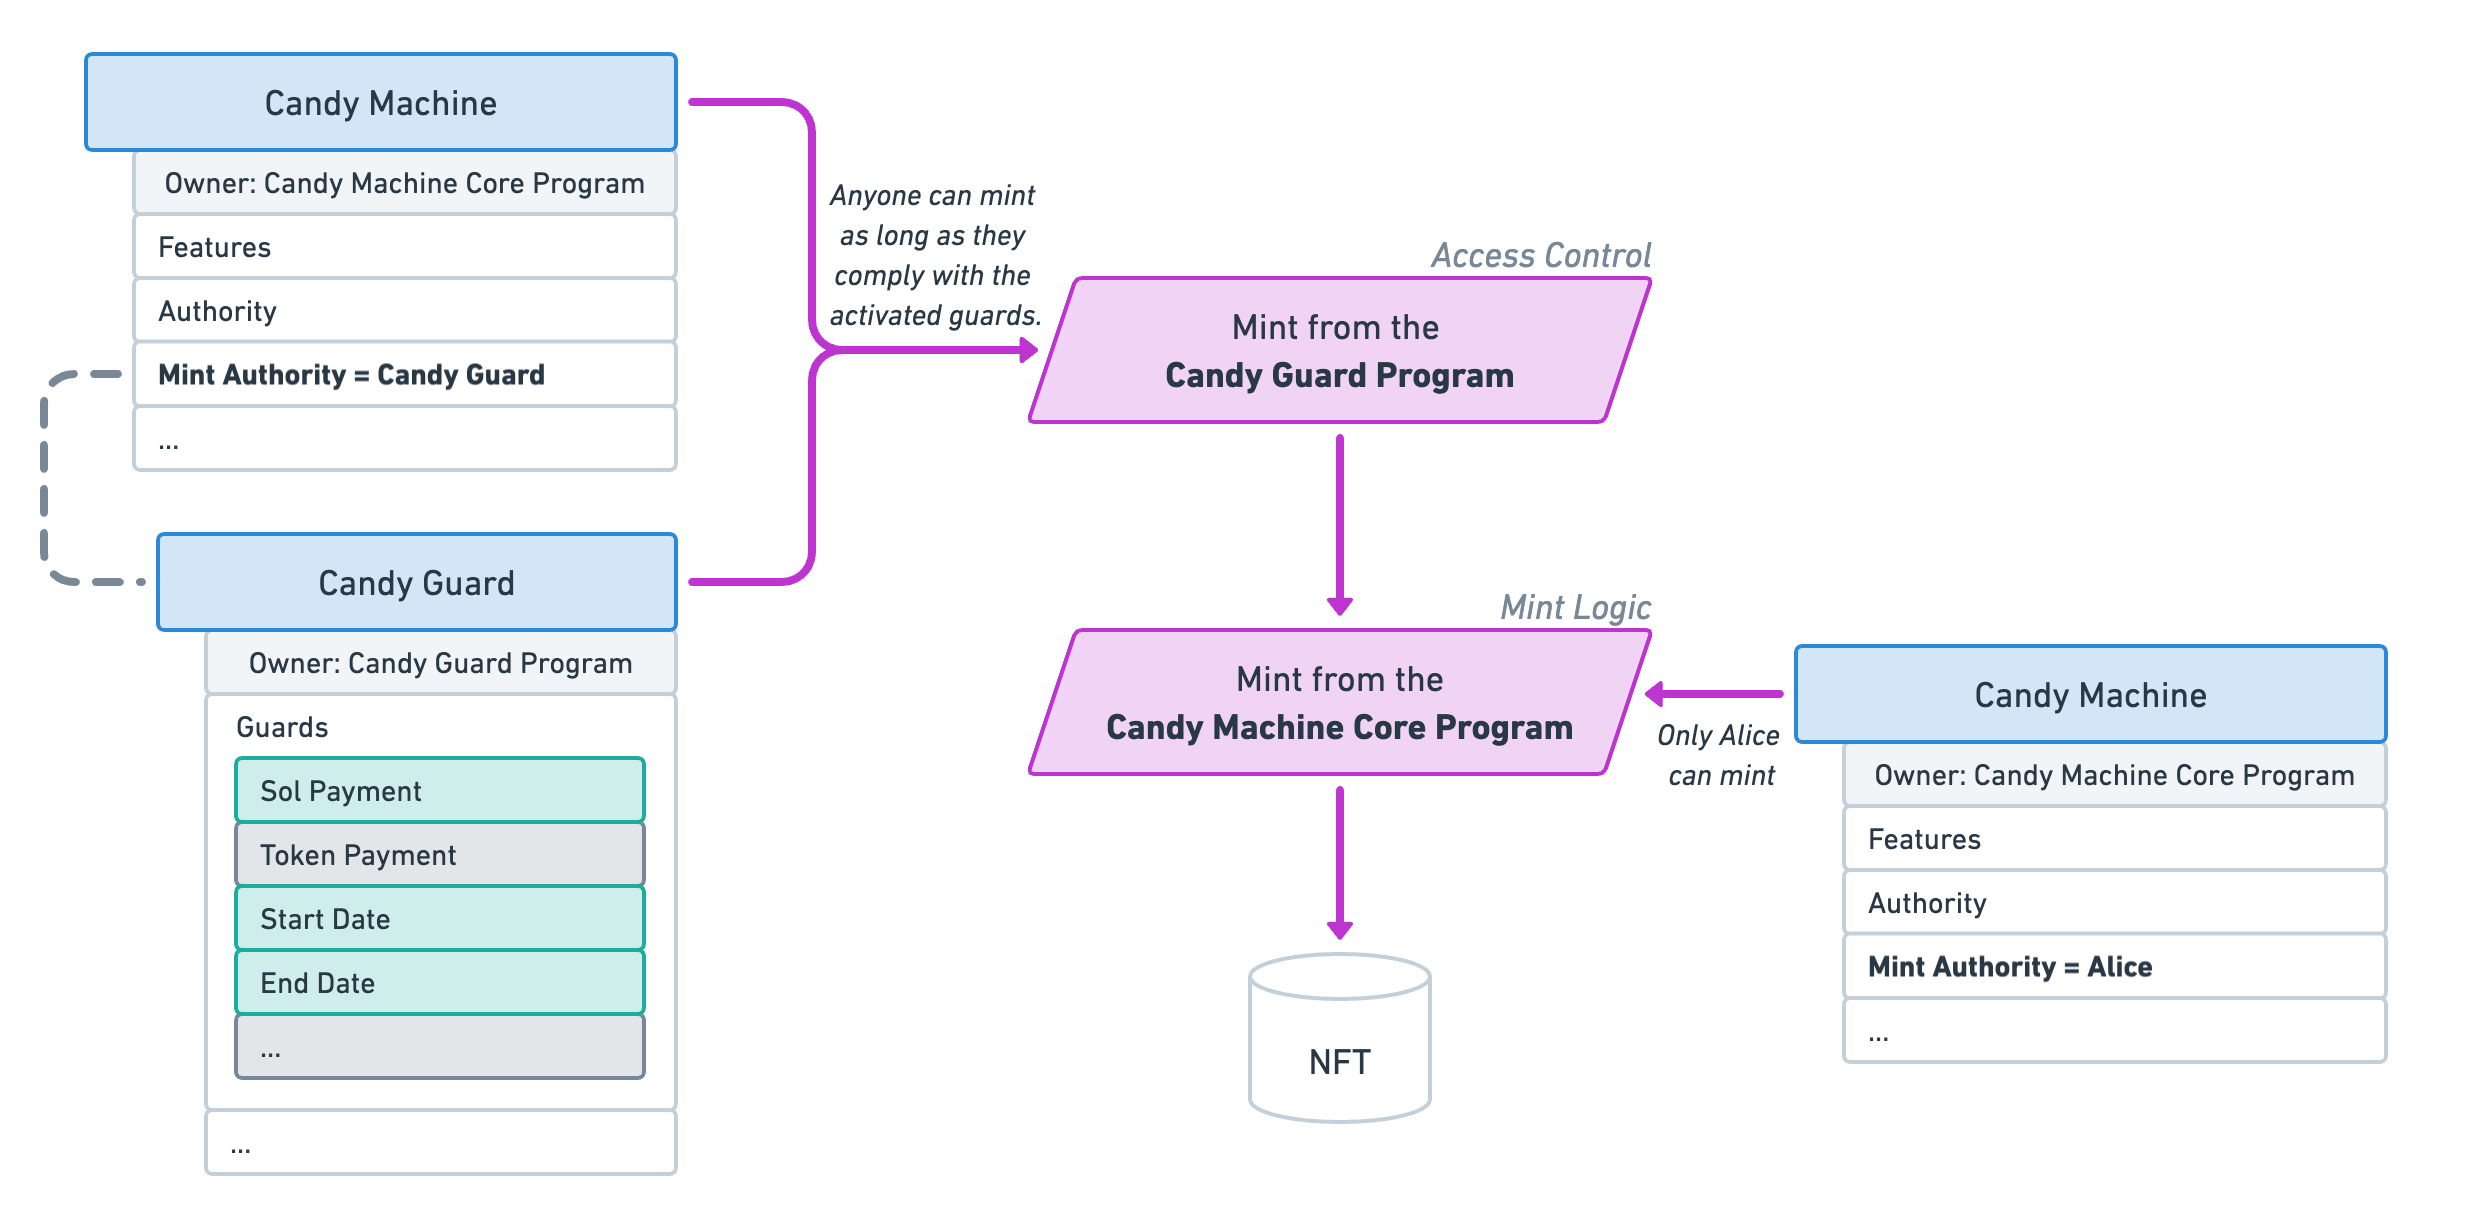 Candy Machine
Owner: Candy Machine Core Program
Features
Authority
Mint Authority = Candy Guard
...
Candy Guard
Owner: Candy Guard Program
Guards
Sol Payment
Token Payment
Start Date
End Date
...
...
Anyone can mint
as long as they
comply with the
activated guards.
Access Control
Mint from the
Candy Guard Program
Mint Logic
Mint from the
Candy Machine Core Program
NFT
Only Alice
can mint
Candy Machine
Owner: Candy Machine Core Program
Features
Authority
Mint Authority = Alice
...